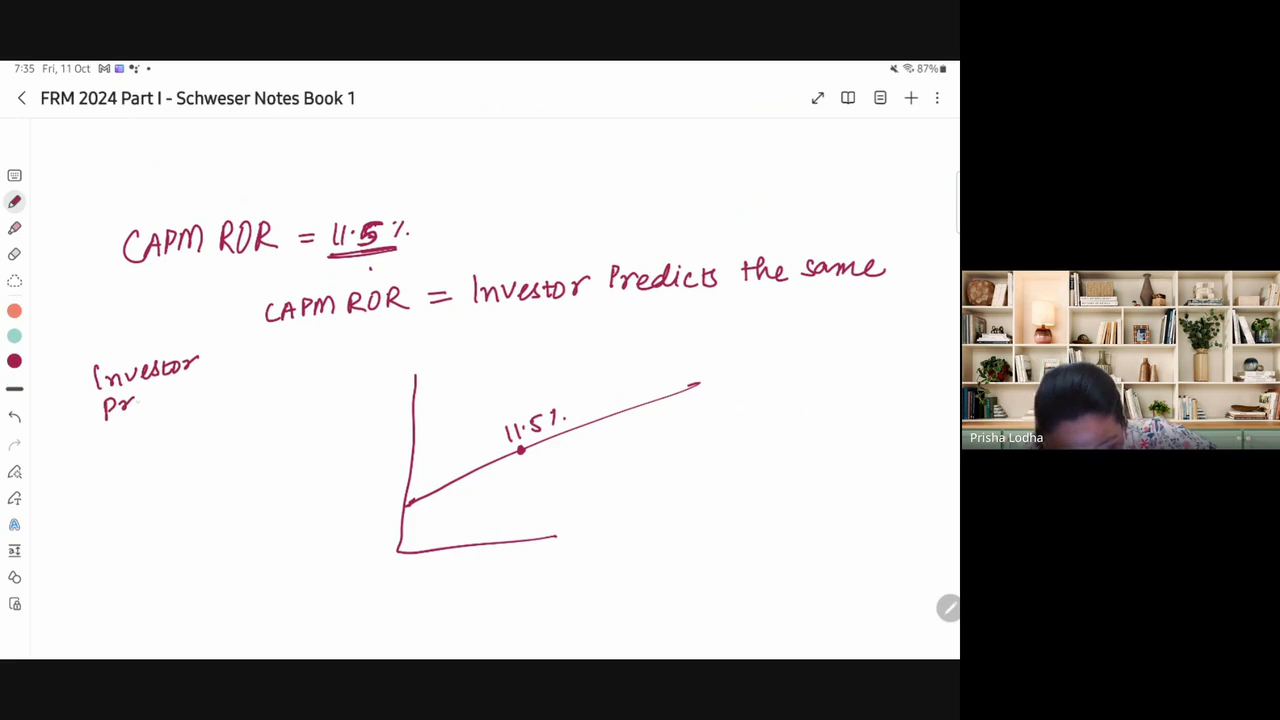 7:35 Fri, 11 Oct
87%
FRM 2024 Part I - Schweser Notes Book 1
CAPM ROR = 11.5%
CAPM ROR = Investor Predicts the same
Investor
Pr
11.5%
Prisha Lodha